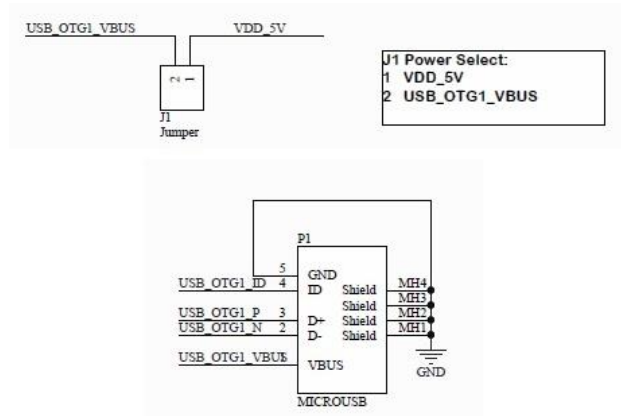 USB_OTG1_VBUS VDD_5V
2 1
J1
Jumper
J1 Power Select:
1 VDD_5V
2 USB_OTG1_VBUS
P1
5 GND
USB_OTG1_ID 4 ID Shield MH4
Shield MH3
USB_OTG1_P 3 D+ Shield MH2
USB_OTG1_N 2 D- Shield MH1
USB_OTG1_VBUS 1 VBUS
GND
MICROUSB